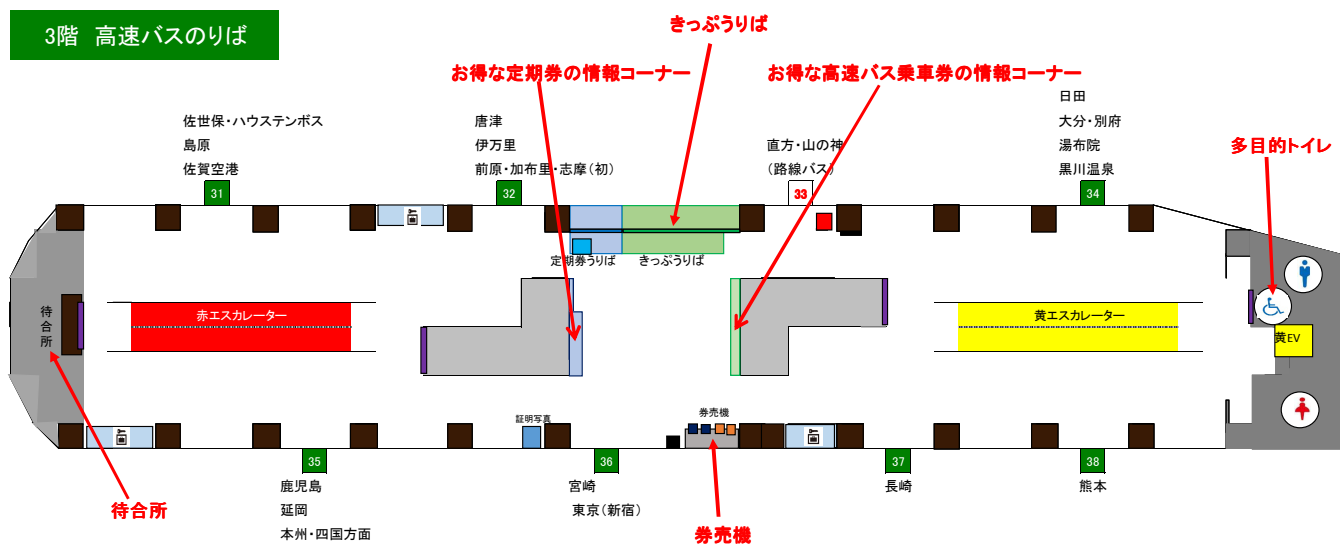 3階 高速バスのりば
きっぷうりば
お得な定期券の情報コーナー
お得な高速バス乗車券の情報コーナー
多目的トイレ
佐世保・ハウステンボス
島原
佐賀空港
唐津
伊万里
前原・加布里・志摩(初)
直方・山の神
(路線バス)
日田
大分・別府
湯布院
黒川温泉
31
32
33
34
定期券うりば
きっぷうりば
待合所
赤エスカレーター
黄エスカレーター
黄EV
証明写真
券売機
35
36
37
38
鹿児島
延岡
本州・四国方面
宮崎
東京(新宿)
長崎
熊本
待合所
券売機